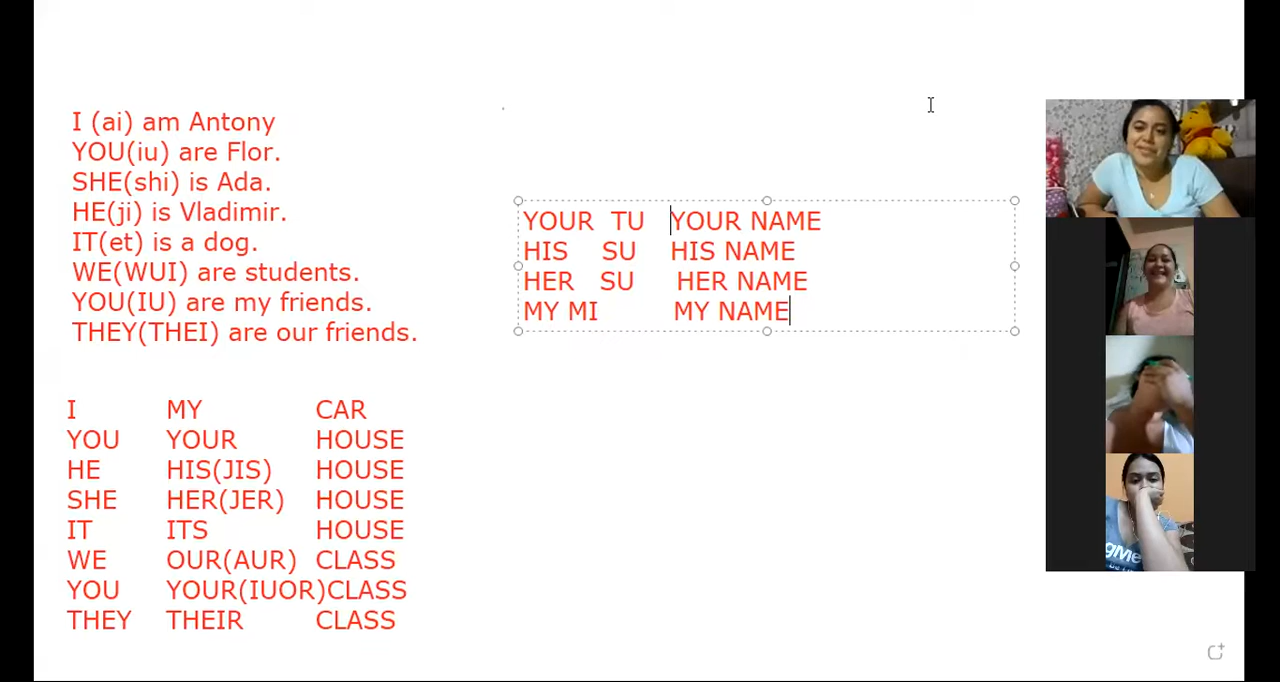 I (ai) am Antony
YOU(iu) are Flor.
SHE(shi) is Ada.
HE(ji) is Vladimir.
IT(et) is a dog.
WE(WUI) are students.
YOU(IU) are my friends.
THEY(THEI) are our friends.
I MY CAR
YOU YOUR HOUSE
HE HIS(JIS) HOUSE
SHE HER(JER) HOUSE
IT ITS HOUSE
WE OUR(AUR) CLASS
YOU YOUR(IUOR)CLASS
THEY THEIR CLASS
YOUR TU YOUR NAME
HIS SU HIS NAME
HER SU HER NAME
MY MI MY NAME